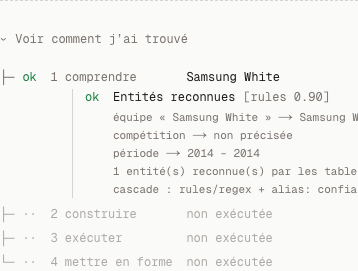 ⌄ Voir comment j'ai trouvé
├─ ok 1 comprendre Samsung White
ok Entités reconnues [rules 0.90]
équipe « Samsung White » → Samsung W
compétition → non précisée
période → 2014 – 2014
1 entité(s) reconnue(s) par les table
cascade : rules/regex + alias: confia
├─ ·· 2 construire non exécutée
├─ ·· 3 exécuter non exécutée
└─ ·· 4 mettre en forme non exécutée